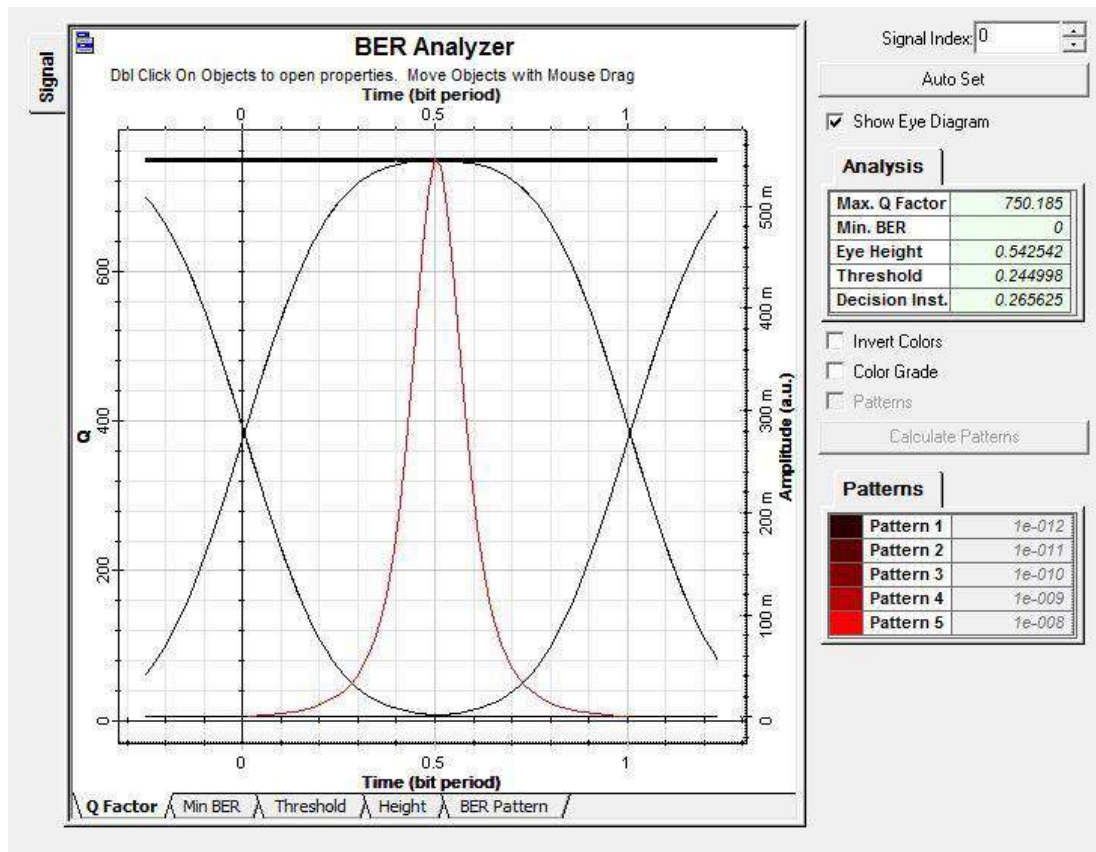 Signal
BER Analyzer
Dbl Click On Objects to open properties. Move Objects with Mouse Drag
Time (bit period)
0 0.5 1
Q
600
400
200
0
Amplitude (a.u.)
500 m
400 m
300 m
200 m
100 m
0
0 0.5 1
Time (bit period)
Q Factor Min BER Threshold Height BER Pattern
Signal Index: 0
Auto Set
Show Eye Diagram
Analysis
Max. Q Factor 750.185
Min. BER 0
Eye Height 0.542542
Threshold 0.244998
Decision Inst. 0.265625
Invert Colors
Color Grade
Patterns
Calculate Patterns
Patterns
Pattern 1 1e-012
Pattern 2 1e-011
Pattern 3 1e-010
Pattern 4 1e-009
Pattern 5 1e-008